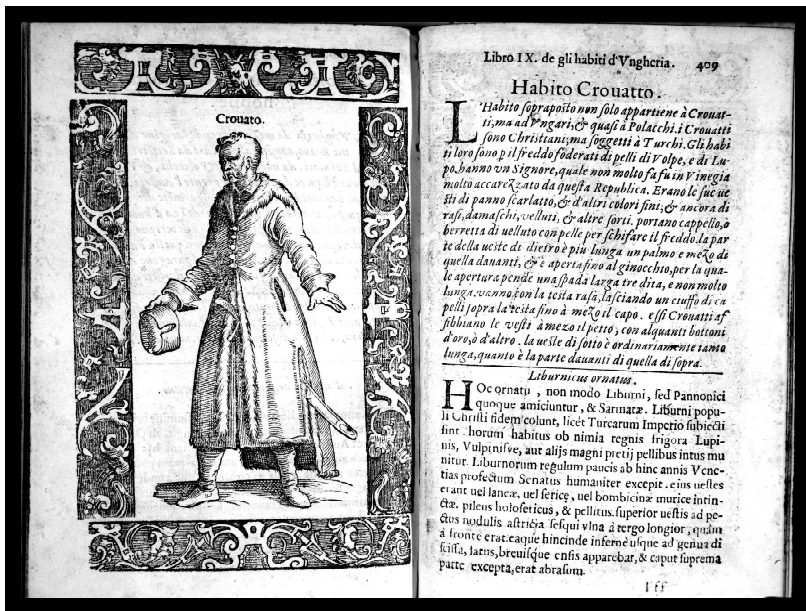 Crouato.
Libro IX. de gli habiti d'Vngheria. 409
Habito Crouatto.
L'Habito sopraposto non solo appartiene à Crouat-
ti, ma ad Vngari, & quasi à Polacchi. i Crouatti
sono Christiani; ma soggetti à Turchi. Gli habi
ti loro sono p il freddo foderati di pelli di Volpe, e di Lu-
po. hanno vn Signore, quale non molto fa fu in Vinegia
molto accarezzato da questa Republica. Erano le sue ue
sti di panno scarlatto, & d'altri colori fini; & ancora di
rasi, damaschi, velluti, & altre sorti. portano cappello, ò
berretta di uelluto con pelle per schifare il freddo. la par
te della ueste di dietro è più lunga un palmo e mezo di
quella dauanti, & è aperta fino al ginocchio, per la qua-
le apertura pende una spada larga tre dita, e non molto
lunga. vanno con la testa rasa, lasciando un ciuffo di ca
pelli sopra la testa fino à mezo il capo. essi Crouatti af
fibbiano le vesti à mezo il petto, con alquanti bottoni
d'oro, ò d'altro. la ueste di sotto è ordinariamente tanto
lunga, quanto è la parte dauanti di quella di sopra.
Liburnicus ornatus.
HOc ornatu, non modo Liburni, sed Pannonici
quoque amiciuntur, & Sarmatæ. Liburni popu-
li Christi fidem colunt, licèt Turcarum Imperio subiecti
sint horum habitus ob nimia regnis frigora Lupi-
nis, Vulpinisve, aut alijs magni pretij pellibus intus mu
nitur. Liburnorum regulum paucis ab hinc annis Vene-
tias profectum Senatus humaniter excepit. eius uestes
erant uel laneæ, uel sericę, uel bombicinæ murice intin-
ctæ. pileus holosericus, & pellitus. superior uestis ad pe-
ctus nodulis astricta sesqui vlna à tergo longior, quàm
à fronte erat. eaque hincinde infernè usque ad genua di
scissa, latus, breuisque ensis apparebat, & caput suprema
parte excepta, erat abrasum.
Fff